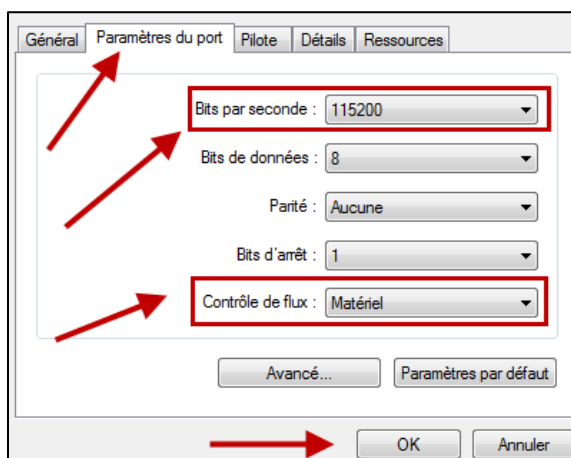 Général Paramètres du port Pilote Détails Ressources
Bits par seconde : 115200
Bits de données : 8
Parité : Aucune
Bits d'arrêt : 1
Contrôle de flux : Matériel
Avancé... Paramètres par défaut
OK Annuler